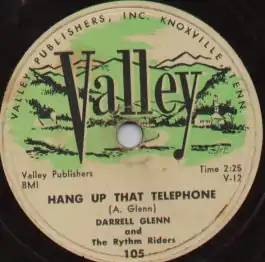 VALLEY PUBLISHERS, INC. KNOXVILLE, TENN.
Valley
Valley Publishers
BMI
Time 2:25
V-12
HANG UP THAT TELEPHONE
(A. Glenn)
DARRELL GLENN
and
The Rythm Riders
105